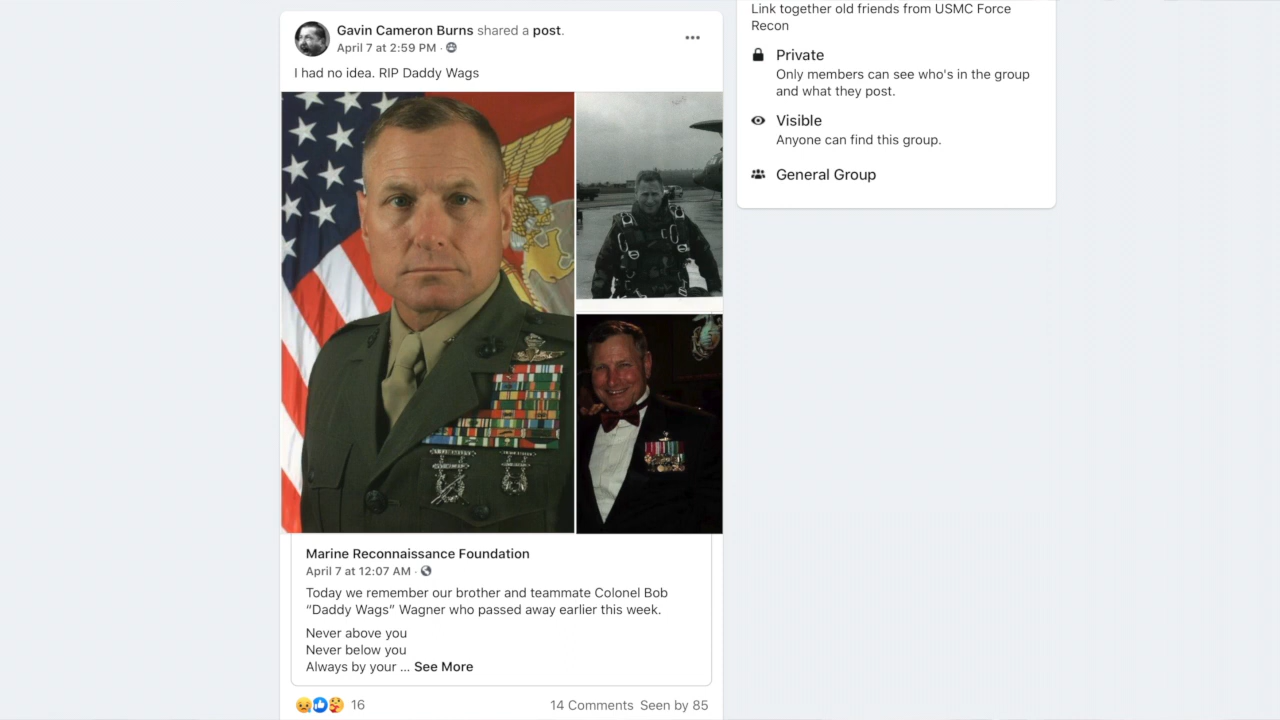 Gavin Cameron Burns shared a post.
April 7 at 2:59 PM ·
I had no idea. RIP Daddy Wags
Marine Reconnaissance Foundation
April 7 at 12:07 AM ·
Today we remember our brother and teammate Colonel Bob
“Daddy Wags” Wagner who passed away earlier this week.
Never above you
Never below you
Always by your ... See More
16
14 Comments Seen by 85
Link together old friends from USMC Force
Recon
Private
Only members can see who's in the group
and what they post.
Visible
Anyone can find this group.
General Group